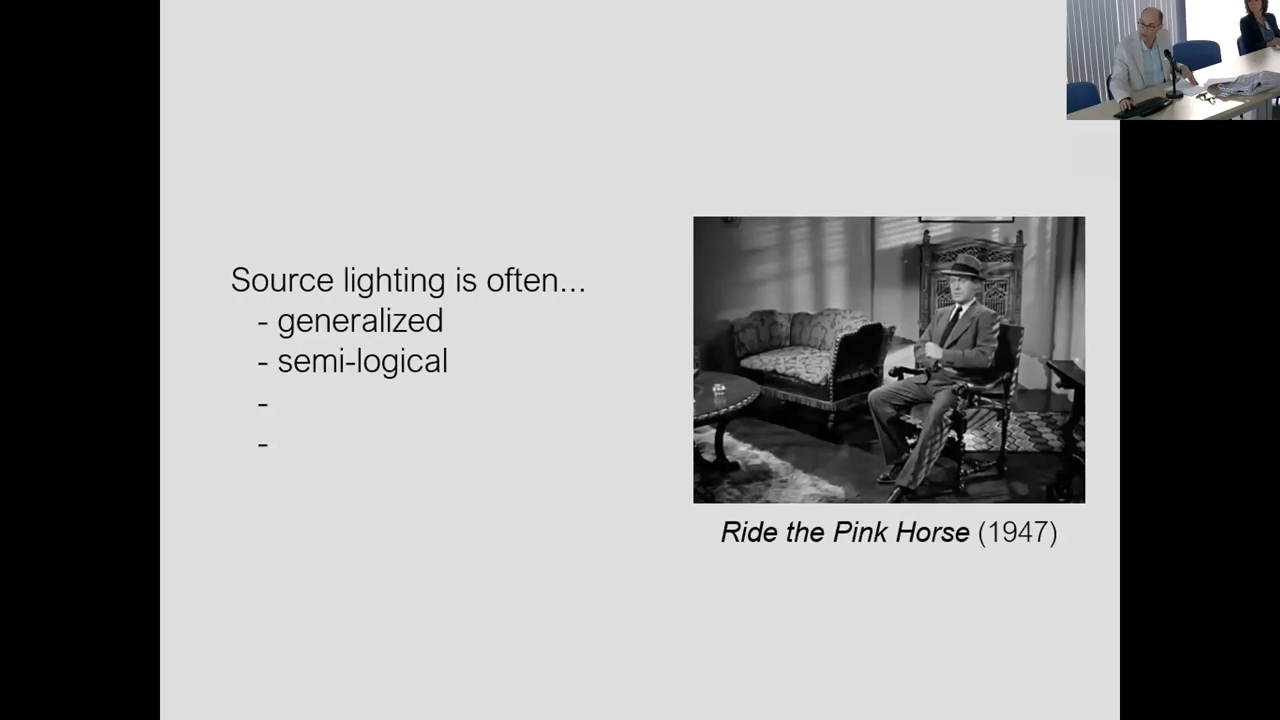 Source lighting is often...
- generalized
- semi-logical
-
-
Ride the Pink Horse (1947)